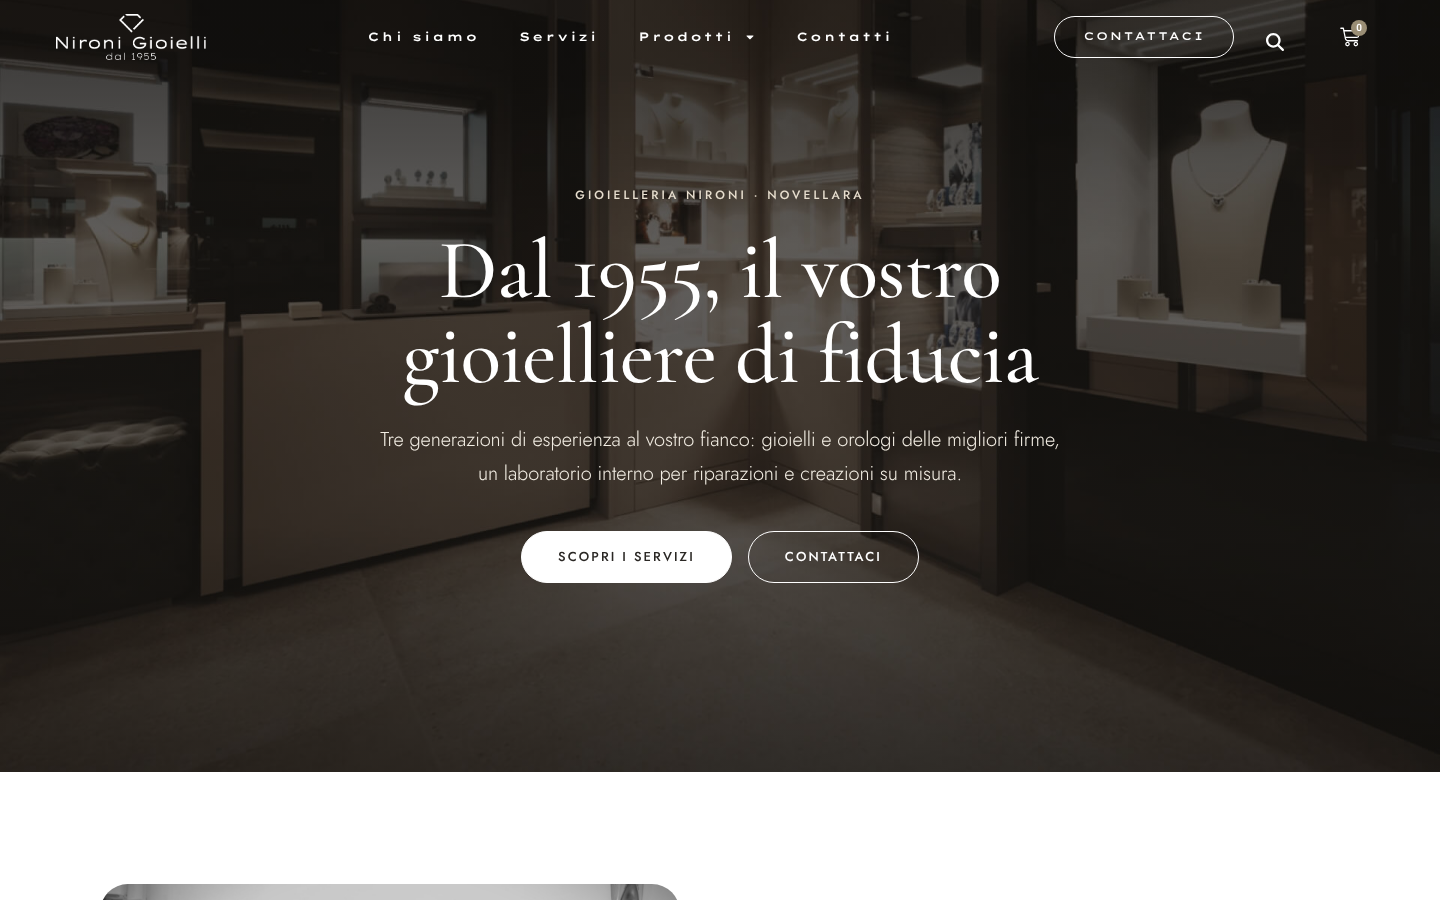 Nironi Gioielli
dal 1955
Chi siamo
Servizi
Prodotti
Contatti
CONTATTACI
0
GIOIELLERIA NIRONI · NOVELLARA
Dal 1955, il vostro
gioielliere di fiducia
Tre generazioni di esperienza al vostro fianco: gioielli e orologi delle migliori firme,
un laboratorio interno per riparazioni e creazioni su misura.
SCOPRI I SERVIZI
CONTATTACI